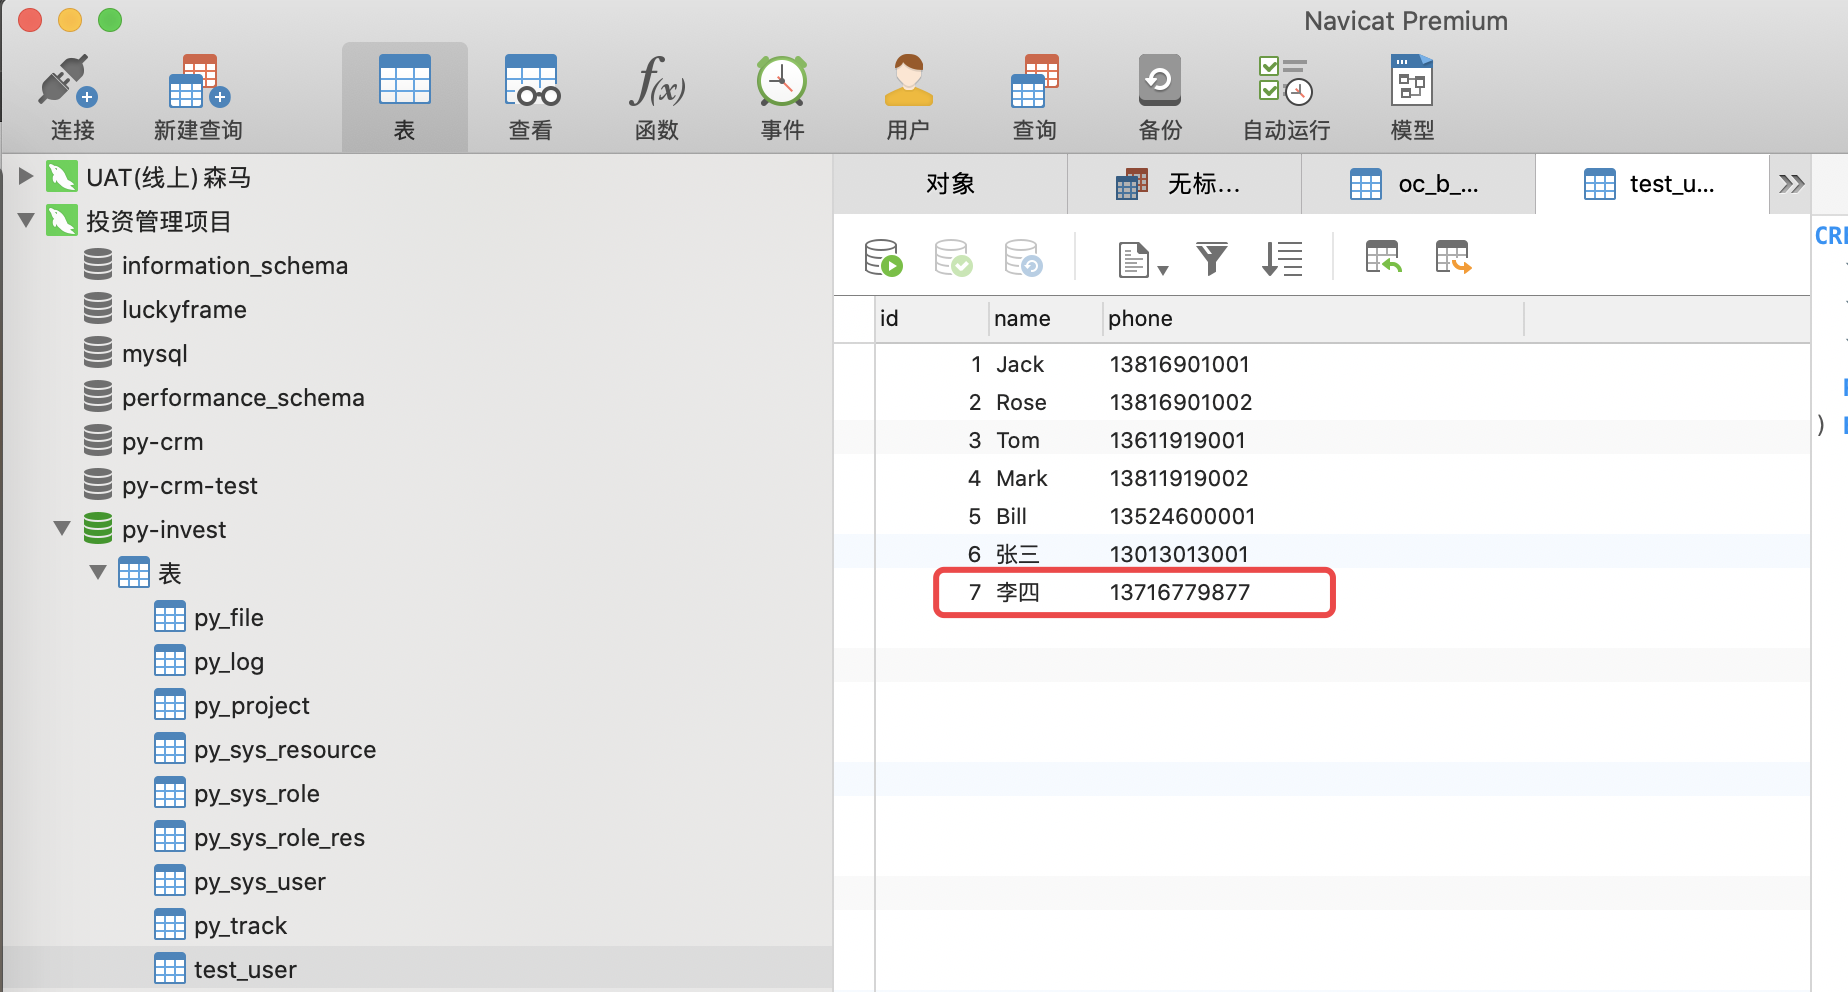 Navicat Premium
连接
新建查询
表
查看
函数
事件
用户
查询
备份
自动运行
模型
UAT(线上)森马
投资管理项目
information_schema
luckyframe
mysql
performance_schema
py-crm
py-crm-test
py-invest
表
py_file
py_log
py_project
py_sys_resource
py_sys_role
py_sys_role_res
py_sys_user
py_track
test_user
对象 无标... oc_b_... test_u...
id name phone
1 Jack 13816901001
2 Rose 13816901002
3 Tom 13611919001
4 Mark 13811919002
5 Bill 13524600001
6 张三 13013013001
7 李四 13716779877
)